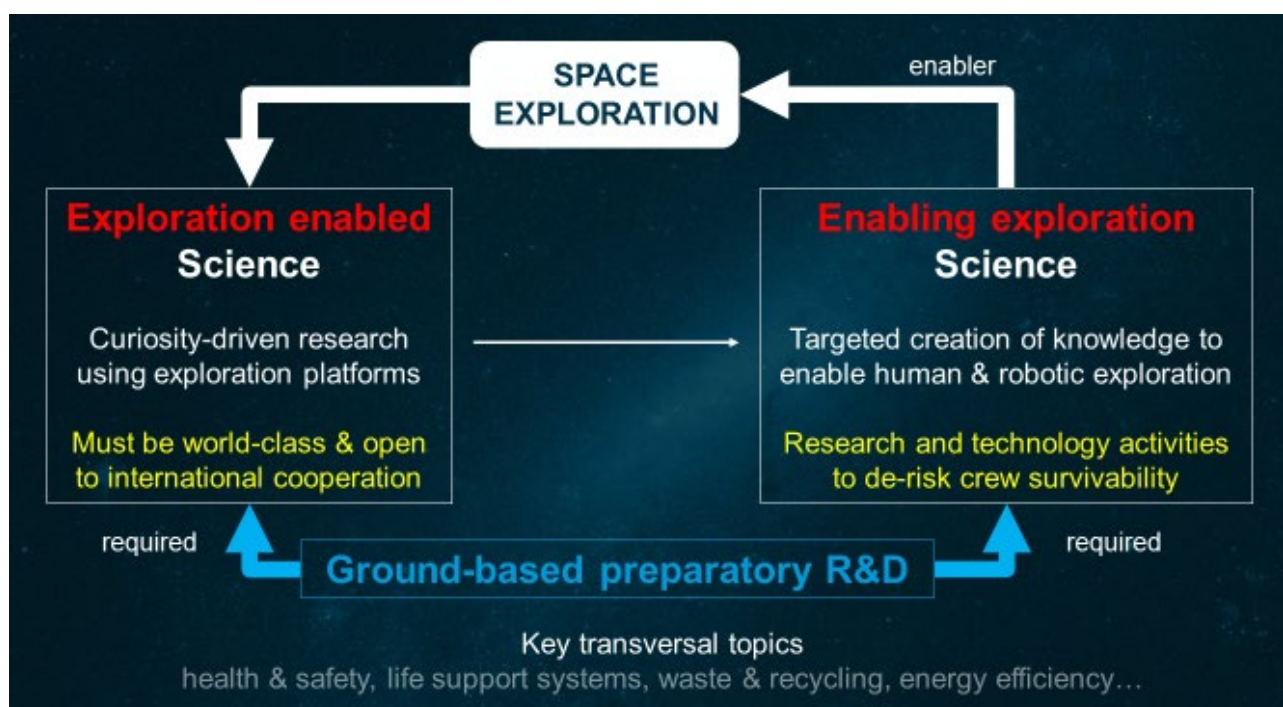 SPACE
EXPLORATION
enabler
Exploration enabled
Science
Curiosity-driven research
using exploration platforms
Must be world-class & open
to international cooperation
Enabling exploration
Science
Targeted creation of knowledge to
enable human & robotic exploration
Research and technology activities
to de-risk crew survivability
required
Ground-based preparatory R&D
required
Key transversal topics
health & safety, life support systems, waste & recycling, energy efficiency…